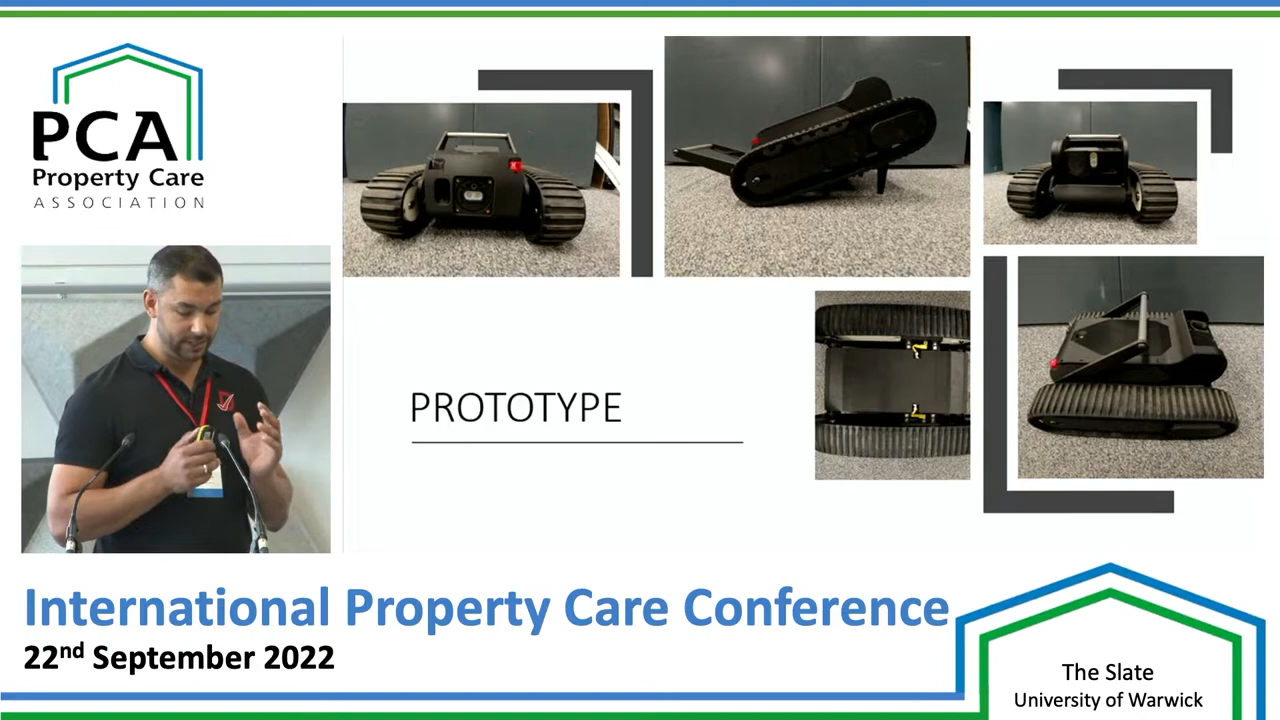 PCA
Property Care
ASSOCIATION
PROTOTYPE
International Property Care Conference
22nd September 2022
The Slate
University of Warwick